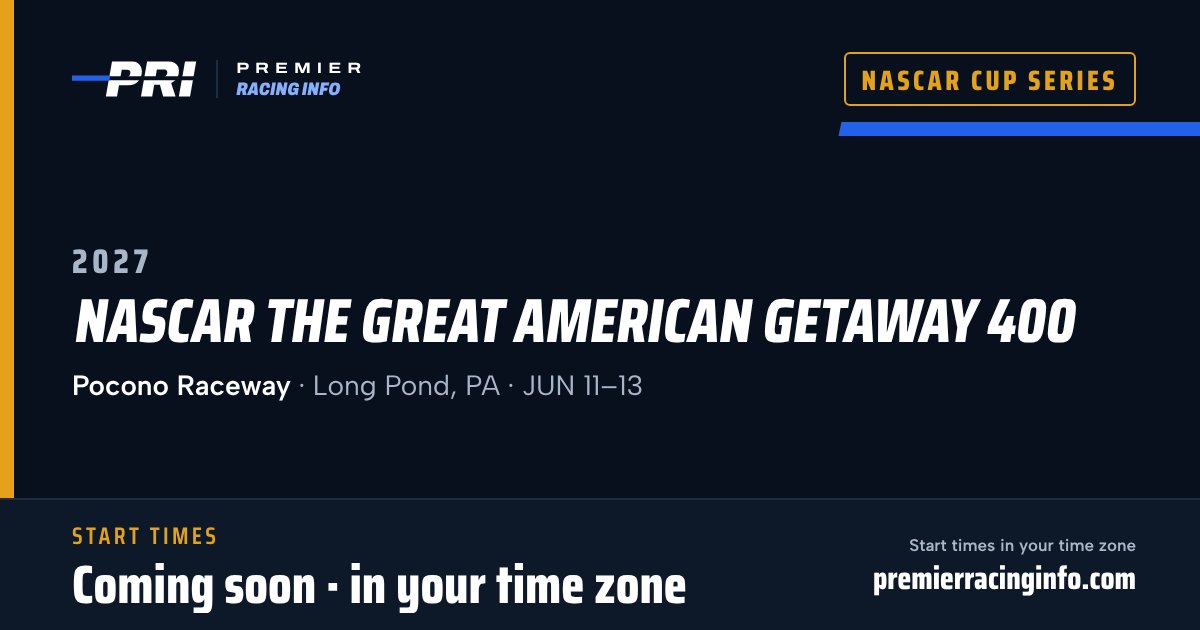 PRI
PREMIER
RACING INFO
NASCAR CUP SERIES
2027
NASCAR THE GREAT AMERICAN GETAWAY 400
Pocono Raceway · Long Pond, PA · JUN 11–13
START TIMES
Coming soon · in your time zone
Start times in your time zone
premierracinginfo.com